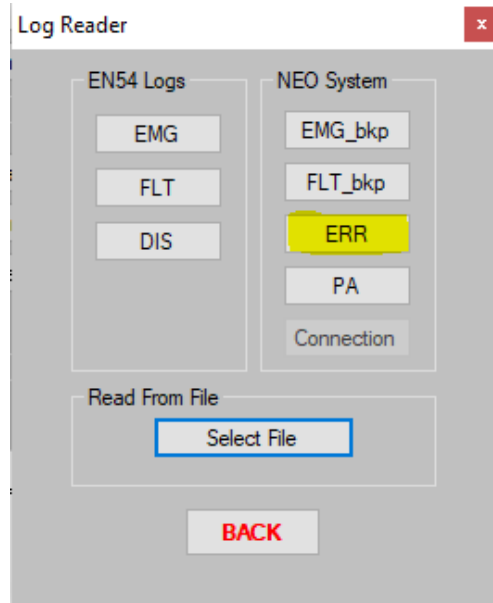 Log Reader
x
EN54 Logs
EMG
FLT
DIS
NEO System
EMG_bkp
FLT_bkp
ERR
PA
Connection
Read From File
Select File
BACK